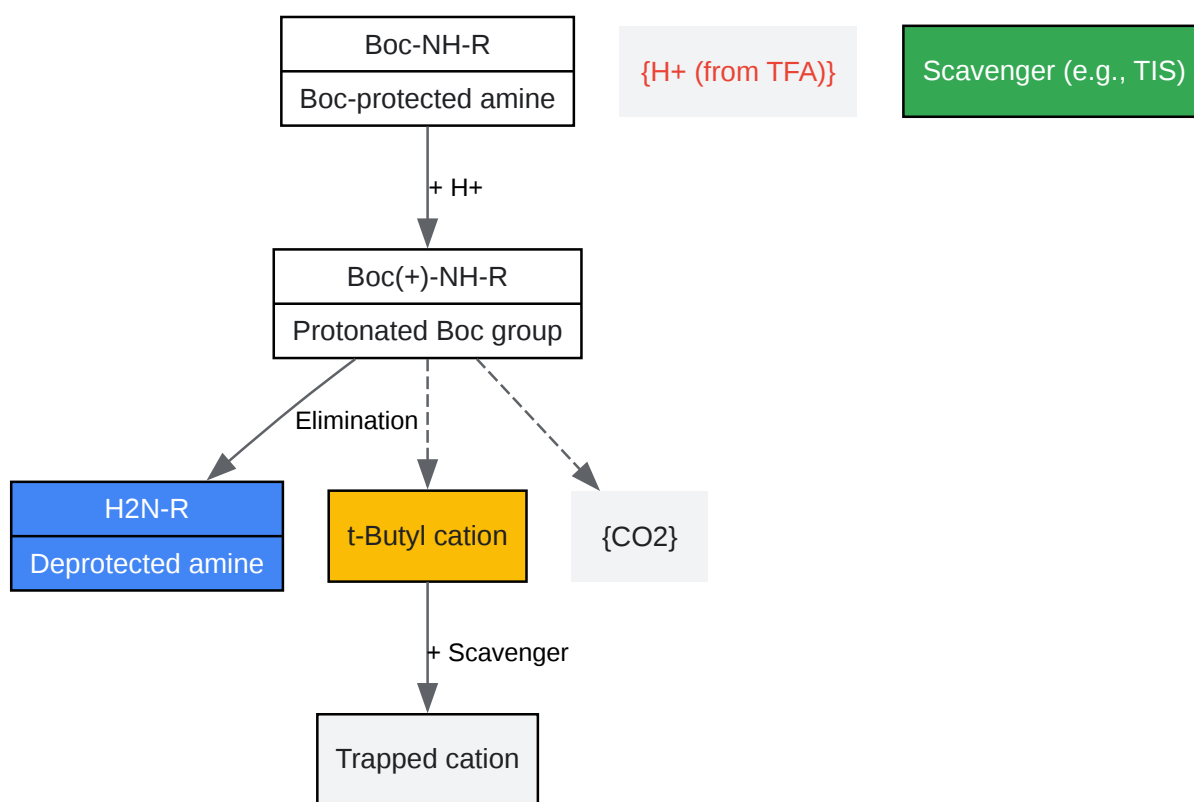 Boc-NH-R
Boc-protected amine
{H+ (from TFA)}
Scavenger (e.g., TIS)
+ H+
Boc(+)-NH-R
Protonated Boc group
Elimination
H2N-R
Deprotected amine
t-Butyl cation
{CO2}
+ Scavenger
Trapped cation